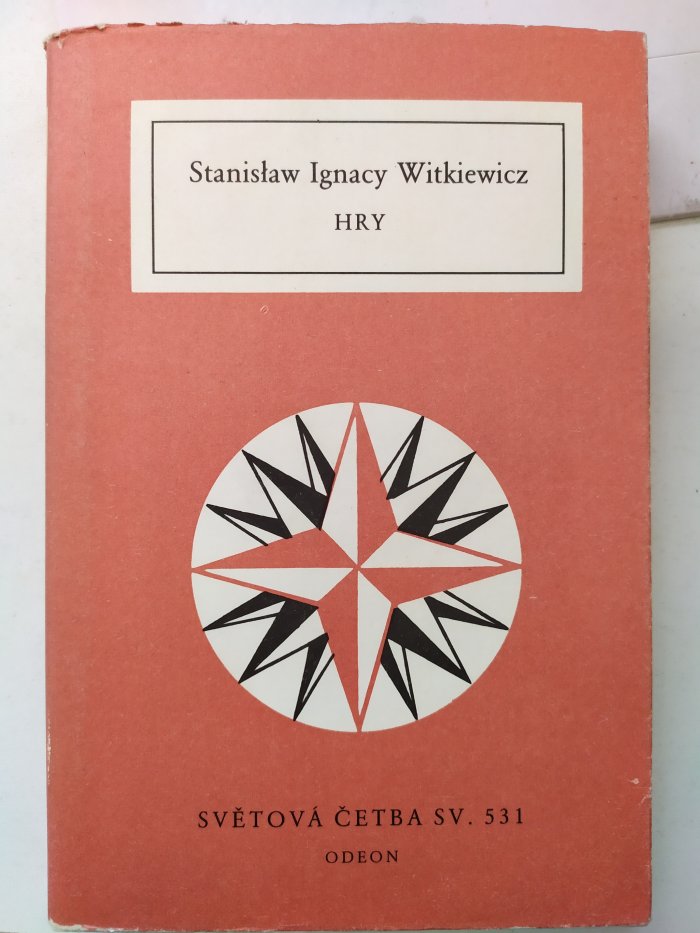 Stanisław Ignacy Witkiewicz
HRY
SVĚTOVÁ ČETBA SV. 531
ODEON